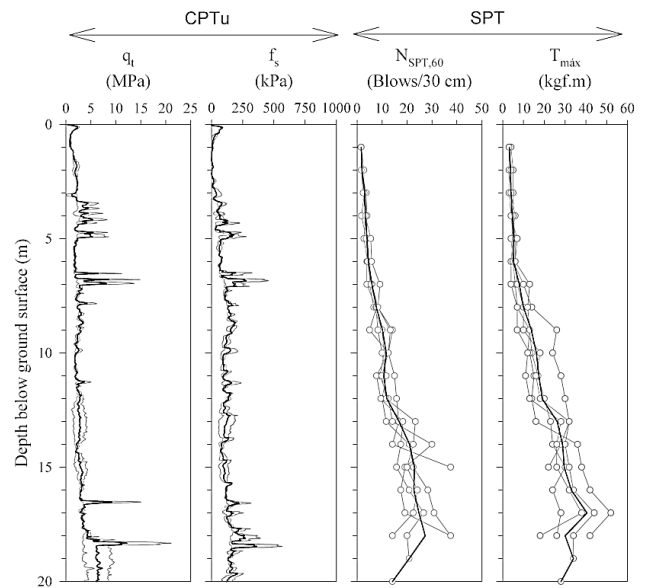 CPTu SPT
qt fs NSPT,60 Tmáx
(MPa) (kPa) (Blows/30 cm) (kgf.m)
0 5 10 15 20 25 0 250 500 750 1000 0 10 20 30 40 50 0 10 20 30 40 50 60
0
5
10
15
20
Depth below ground surface (m)